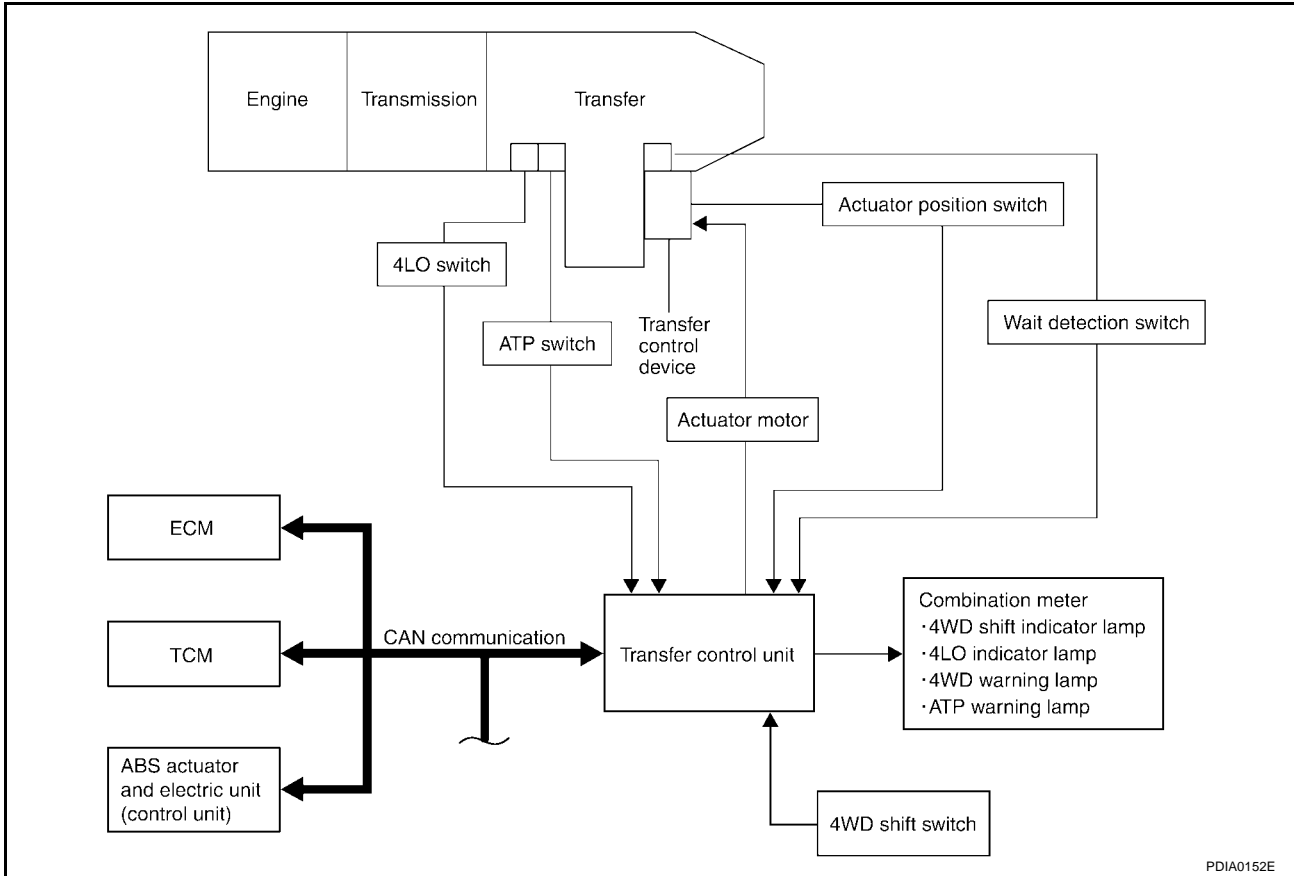 Engine
Transmission
Transfer
Actuator position switch
4LO switch
Wait detection switch
ATP switch
Transfer
control
device
Actuator motor
ECM
TCM
CAN communication
Transfer control unit
Combination meter
·4WD shift indicator lamp
·4LO indicator lamp
·4WD warning lamp
·ATP warning lamp
ABS actuator
and electric unit
(control unit)
4WD shift switch
PDIA0152E